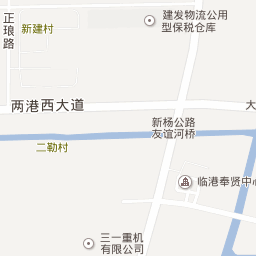 正琅路
新建村
建发物流公用
型保税仓库
两港西大道
大
新杨公路
友谊河桥
二勒村
临港奉贤中心
三一重机
有限公司